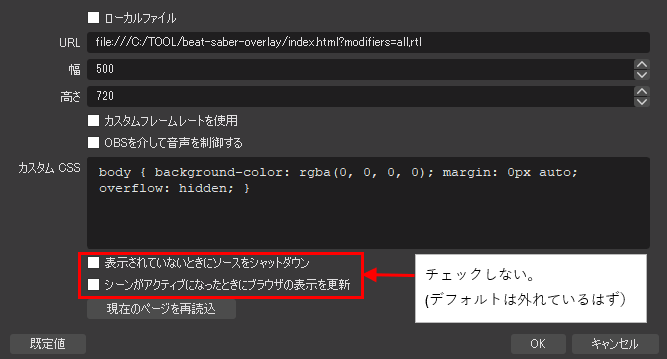 ローカルファイル
URL file:///C:/TOOL/beat-saber-overlay/index.html?modifiers=all,rtl
幅 500
高さ 720
カスタムフレームレートを使用
OBSを介して音声を制御する
カスタム CSS body { background-color: rgba(0, 0, 0, 0); margin: 0px auto;
overflow: hidden; }
表示されていないときにソースをシャットダウン
シーンがアクティブになったときにブラウザの表示を更新
チェックしない。
(デフォルトは外れているはず)
現在のページを再読込
既定値 OK キャンセル